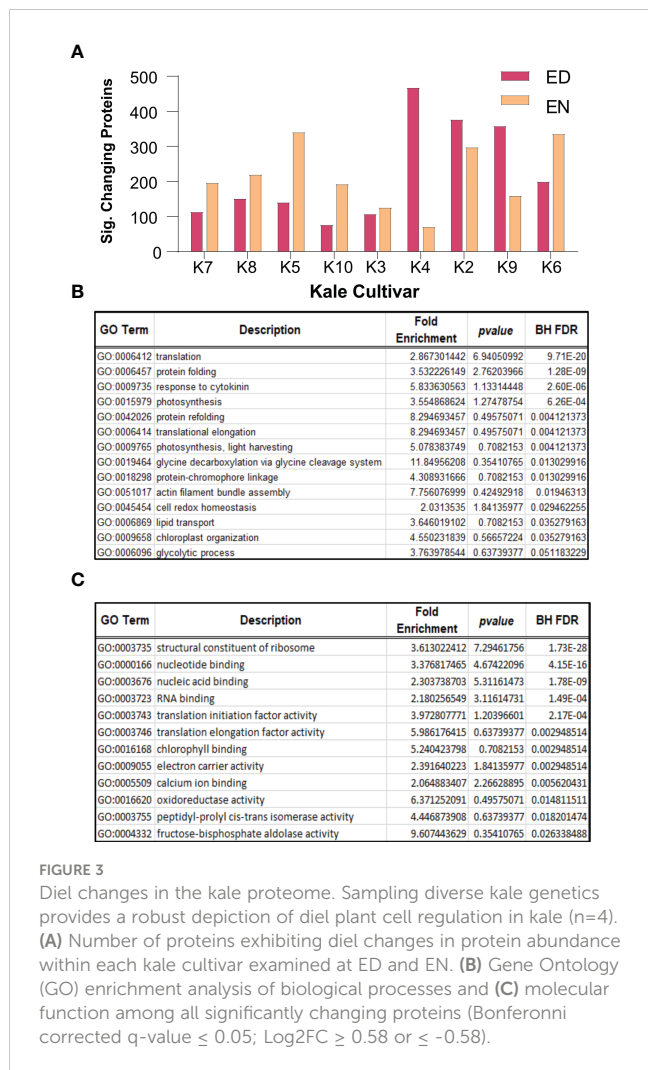 A
ED
EN
Sig. Changing Proteins
500
400
300
200
100
0
K7 K8 K5 K10 K3 K4 K2 K9 K6
Kale Cultivar
B
GO Term Description Fold Enrichment pvalue BH FDR
GO:0006412 translation 2.867301442 6.94050992 9.71E-20
GO:0006457 protein folding 3.532226149 2.76203966 1.28E-09
GO:0009735 response to cytokinin 5.833630563 1.13314448 2.60E-06
GO:0015979 photosynthesis 3.554868624 1.27478754 6.26E-04
GO:0042026 protein refolding 8.294693457 0.49575071 0.004121373
GO:0006414 translational elongation 8.294693457 0.49575071 0.004121373
GO:0009765 photosynthesis, light harvesting 5.078383749 0.7082153 0.004121373
GO:0019464 glycine decarboxylation via glycine cleavage system 11.84956208 0.35410765 0.013029916
GO:0018298 protein-chromophore linkage 4.308931666 0.7082153 0.013029916
GO:0051017 actin filament bundle assembly 7.756076999 0.42492918 0.01946313
GO:0045454 cell redox homeostasis 2.0313535 1.84135977 0.029462255
GO:0006869 lipid transport 3.646019102 0.7082153 0.035279163
GO:0009658 chloroplast organization 4.550231839 0.56657224 0.035279163
GO:0006096 glycolytic process 3.763978544 0.63739377 0.051183229
C
GO Term Description Fold Enrichment pvalue BH FDR
GO:0003735 structural constituent of ribosome 3.613022412 7.29461756 1.73E-28
GO:0000166 nucleotide binding 3.376817465 4.67422096 4.15E-16
GO:0003676 nucleic acid binding 2.303738703 5.31161473 1.78E-09
GO:0003723 RNA binding 2.180256549 3.11614731 1.49E-04
GO:0003743 translation initiation factor activity 3.972807771 1.20396601 2.17E-04
GO:0003746 translation elongation factor activity 5.986176415 0.63739377 0.002948514
GO:0016168 chlorophyll binding 5.240423798 0.7082153 0.002948514
GO:0009055 electron carrier activity 2.391640223 1.84135977 0.002948514
GO:0005509 calcium ion binding 2.064883407 2.26628895 0.005620431
GO:0016620 oxidoreductase activity 6.371252091 0.49575071 0.014811511
GO:0003755 peptidyl-prolyl cis-trans isomerase activity 4.446873908 0.63739377 0.018201474
GO:0004332 fructose-bisphosphate aldolase activity 9.607443629 0.35410765 0.026338488
FIGURE 3
Diel changes in the kale proteome. Sampling diverse kale genetics
provides a robust depiction of diel plant cell regulation in kale (n=4).
(A) Number of proteins exhibiting diel changes in protein abundance
within each kale cultivar examined at ED and EN. (B) Gene Ontology
(GO) enrichment analysis of biological processes and (C) molecular
function among all significantly changing proteins (Bonferonni
corrected q-value ≤ 0.05; Log2FC ≥ 0.58 or ≤ -0.58).